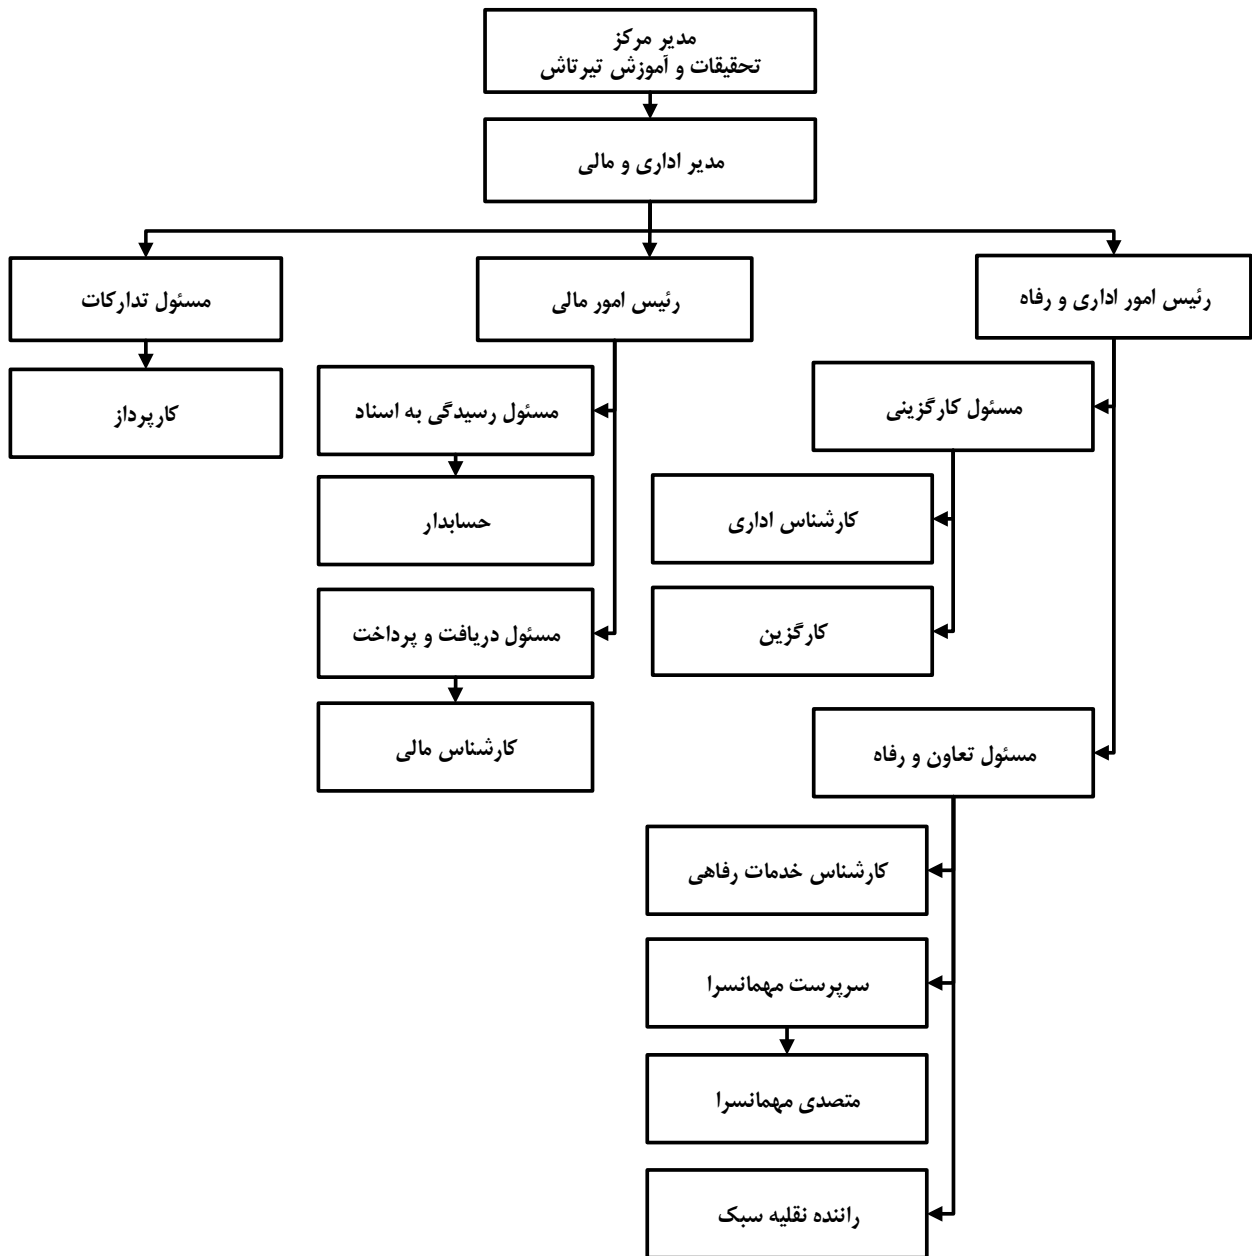 مدیر مرکز
تحقیقات و آموزش تیرتاش
مدیر اداری و مالی
رئیس امور اداری و رفاه
رئیس امور مالی
مسئول تدارکات
مسئول کارگزینی
مسئول رسیدگی به اسناد
کارپرداز
کارشناس اداری
حسابدار
کارگزین
مسئول دریافت و پرداخت
مسئول تعاون و رفاه
کارشناس مالی
کارشناس خدمات رفاهی
سرپرست مهمانسرا
متصدی مهمانسرا
راننده نقلیه سبک